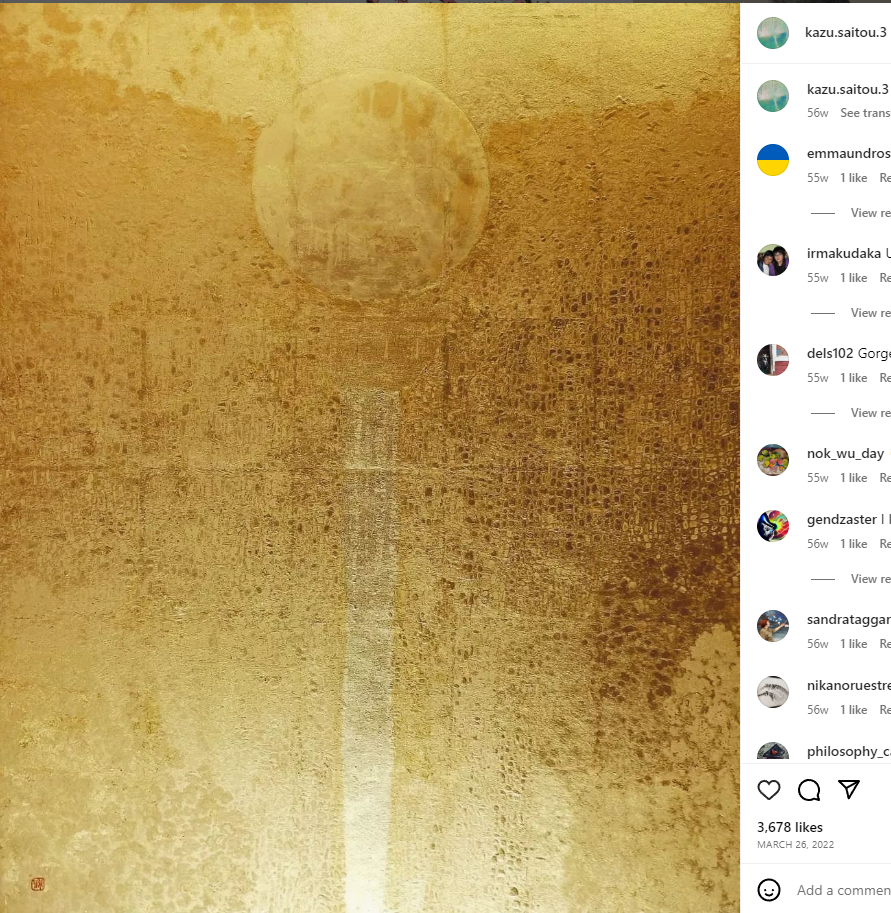 kazu.saitou.3
kazu.saitou.3
56w See trans
emmaundros
55w 1 like Re
View re
irmakudaka U
55w 1 like Re
View re
dels102 Gorge
55w 1 like Re
View re
nok_wu_day
55w 1 like Re
gendzaster I l
56w 1 like Re
View re
sandrataggar
56w 1 like Re
nikanoruestre
56w 1 like Re
philosophy_ca
3,678 likes
MARCH 26, 2022
Add a commen